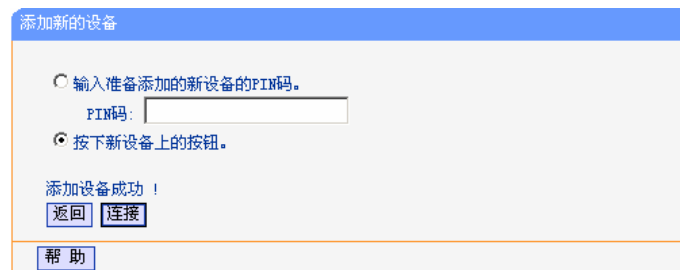 添加新的设备
输入准备添加的新设备的PIN码。
PIN码:
按下新设备上的按钮。
添加设备成功 !
返回 连接
帮 助